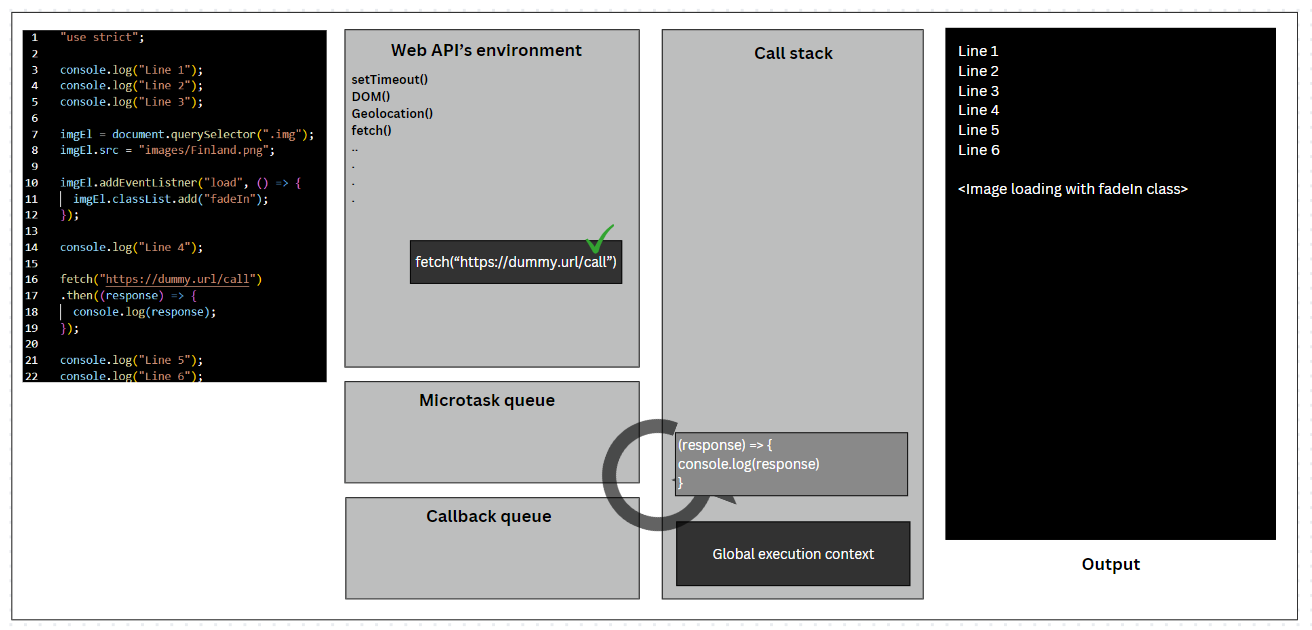 1 "use strict";
2
3 console.log("Line 1");
4 console.log("Line 2");
5 console.log("Line 3");
6
7 imgEl = document.querySelector(".img");
8 imgEl.src = "images/Finland.png";
9
10 imgEl.addEventListner("load", () => {
11 imgEl.classList.add("fadeIn");
12 });
13
14 console.log("Line 4");
15
16 fetch("https://dummy.url/call")
17 .then((response) => {
18 console.log(response);
19 });
20
21 console.log("Line 5");
22 console.log("Line 6");
Web API’s environment
setTimeout()
DOM()
Geolocation()
fetch()
..
.
.
.
fetch(“https://dummy.url/call”)
Microtask queue
Callback queue
Call stack
(response) => {
console.log(response)
}
Global execution context
Line 1
Line 2
Line 3
Line 4
Line 5
Line 6
<Image loading with fadeIn class>
Output